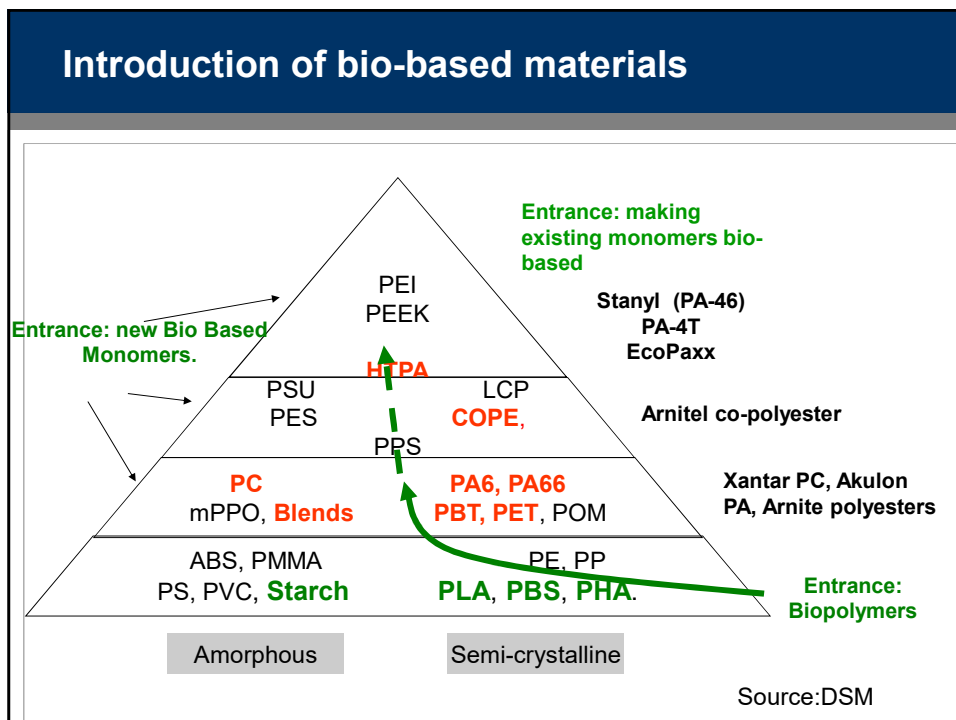 Introduction of bio-based materials
Entrance: making
existing monomers bio-
based
PEI
PEEK
Stanyl (PA-46)
PA-4T
EcoPaxx
Entrance: new Bio Based
Monomers.
HTPA
PSU
PES
LCP
COPE,
PPS
Arnitel co-polyester
PC
mPPO, Blends
PA6, PA66
PBT, PET, POM
Xantar PC, Akulon
PA, Arnite polyesters
ABS, PMMA
PS, PVC, Starch
PE, PP
PLA, PBS, PHA.
Entrance:
Biopolymers
Amorphous
Semi-crystalline
Source:DSM